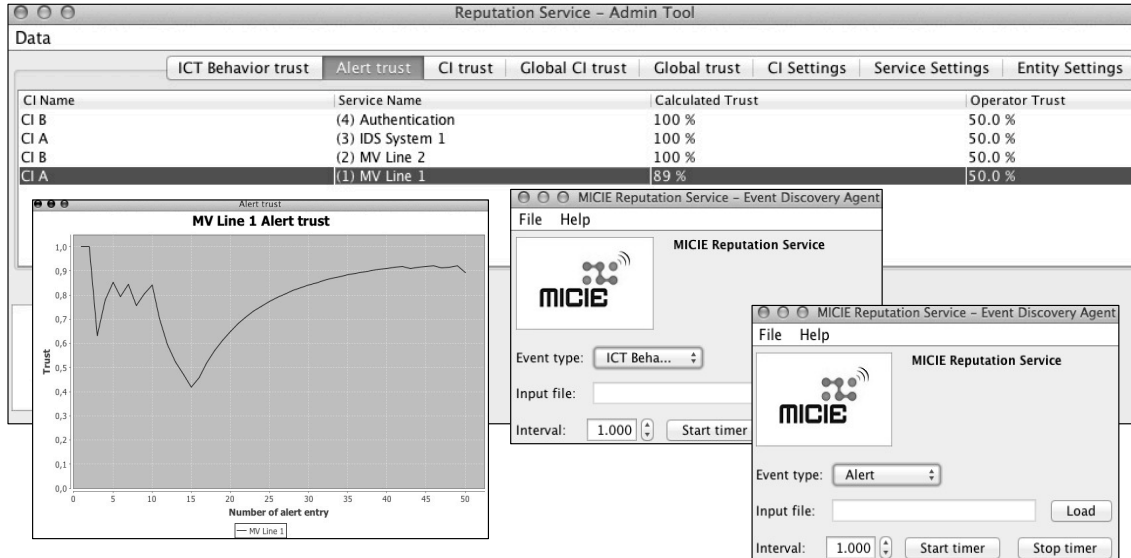 Reputation Service – Admin Tool
Data
ICT Behavior trust Alert trust CI trust Global CI trust Global trust CI Settings Service Settings Entity Settings
CI Name Service Name Calculated Trust Operator Trust
CI B (4) Authentication 100 % 50.0 %
CI A (3) IDS System 1 100 % 50.0 %
CI B (2) MV Line 2 100 % 50.0 %
CI A (1) MV Line 1 89 % 50.0 %
Alert trust
MV Line 1 Alert trust
Trust
1,0
0,9
0,8
0,7
0,6
0,5
0,4
0,3
0,2
0,1
0,0
0 5 10 15 20 25 30 35 40 45 50
Number of alert entry
MV Line 1
MICIE Reputation Service – Event Discovery Agent
File Help
MICIE
MICIE Reputation Service
Event type: ICT Beha...
Input file:
Interval: 1.000 Start timer
MICIE Reputation Service – Event Discovery Agent
File Help
MICIE
MICIE Reputation Service
Event type: Alert
Input file: Load
Interval: 1.000 Start timer Stop timer